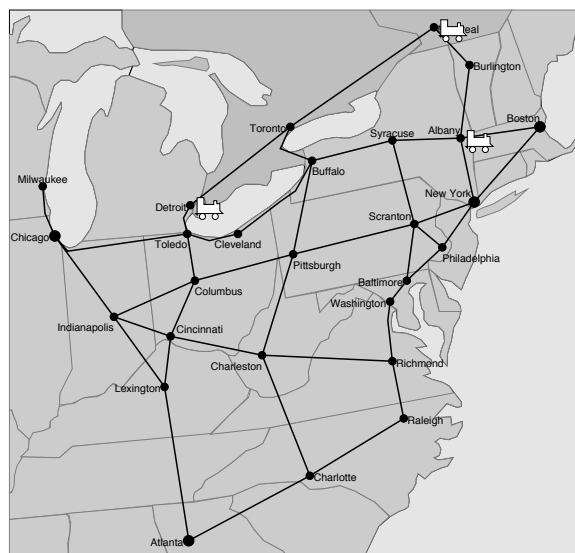 eal
Burlington
Boston
Toronto
Syracuse
Albany
Buffalo
Milwaukee
New York
Detroit
Scranton
Chicago
Toledo
Cleveland
Philadelphia
Pittsburgh
Baltimore
Columbus
Washington
Indianapolis
Cincinnati
Charleston
Richmond
Lexington
Raleigh
Charlotte
Atlanta